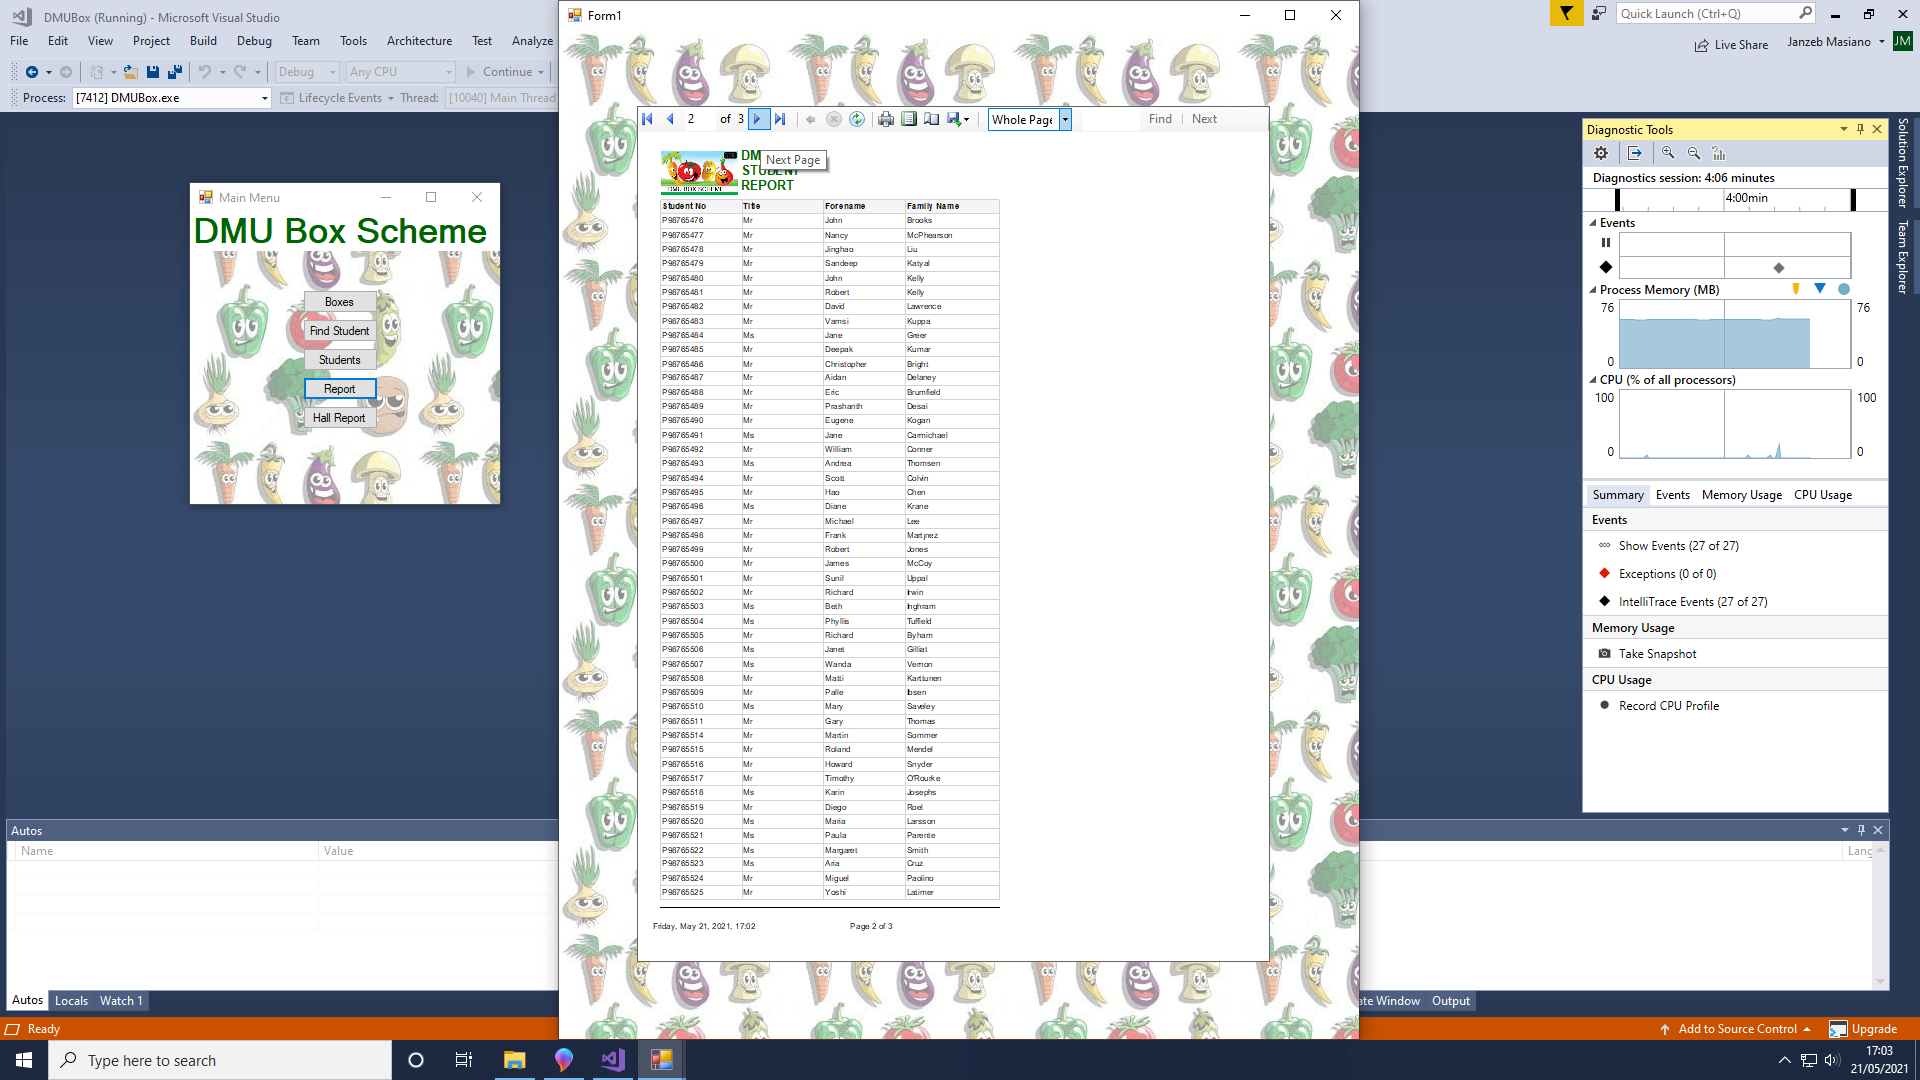 DMUBox (Running) - Microsoft Visual Studio
Quick Launch (Ctrl+Q)
File Edit View Project Build Debug Team Tools Architecture Test Analyze
Live Share
Janzeb Masiano
JM
Debug
Any CPU
Continue
Process: [7412] DMUBox.exe
Lifecycle Events
Thread:
[10040] Main Thread
Main Menu
DMU Box Scheme
Boxes
Find Student
Students
Report
Hall Report
Form1
2 of 3
Whole Page
Find | Next
Next Page
DMU BOX SCHEME
DM
STUDENT
REPORT
Student No Title Forename Family Name
P98765476 Mr John Brooks
P98765477 Mr Nancy McPhearson
P98765478 Mr Jinghao Liu
P98765479 Mr Sandeep Katyal
P98765480 Mr John Kelly
P98765481 Mr Robert Kelly
P98765482 Mr David Lawrence
P98765483 Mr Vamsi Kuppa
P98765484 Ms Jane Greer
P98765485 Mr Deepak Kumar
P98765486 Mr Christopher Bright
P98765487 Mr Aidan Delaney
P98765488 Mr Eric Brumfield
P98765489 Mr Prashanth Desai
P98765490 Mr Eugene Kogan
P98765491 Ms Jane Carmichael
P98765492 Mr William Conner
P98765493 Ms Andrea Thomsen
P98765494 Mr Scott Colvin
P98765495 Mr Hao Chen
P98765496 Ms Diane Krane
P98765497 Mr Michael Lee
P98765498 Mr Frank Martynez
P98765499 Mr Robert Jones
P98765500 Mr James McCoy
P98765501 Mr Sunil Uppal
P98765502 Mr Richard Irwin
P98765503 Ms Beth Inghram
P98765504 Ms Phyllis Tuffield
P98765505 Mr Richard Byham
P98765506 Ms Janet Gilliat
P98765507 Ms Wanda Vernon
P98765508 Mr Matti Karttunen
P98765509 Mr Palle Ibsen
P98765510 Ms Mary Saveley
P98765511 Mr Gary Thomas
P98765514 Mr Martin Sommer
P98765515 Mr Roland Mendel
P98765516 Mr Howard Snyder
P98765517 Mr Timothy O'Rourke
P98765518 Ms Karin Josephs
P98765519 Mr Diego Roel
P98765520 Ms Maria Larsson
P98765521 Ms Paula Parente
P98765522 Ms Margaret Smith
P98765523 Ms Aria Cruz
P98765524 Mr Miguel Paolino
P98765525 Mr Yoshi Latimer
Friday, May 21, 2021, 17:02 Page 2 of 3
Diagnostic Tools
Diagnostics session: 4:06 minutes
4:00min
Events
Process Memory (MB)
76 76
0 0
CPU (% of all processors)
100 100
0 0
Summary Events Memory Usage CPU Usage
Events
Show Events (27 of 27)
Exceptions (0 of 0)
IntelliTrace Events (27 of 27)
Memory Usage
Take Snapshot
CPU Usage
Record CPU Profile
Solution Explorer
Team Explorer
Autos
Name Value
Lang
Autos Locals Watch 1
ate Window Output
Ready
Add to Source Control
Upgrade
Type here to search
17:03
21/05/2021